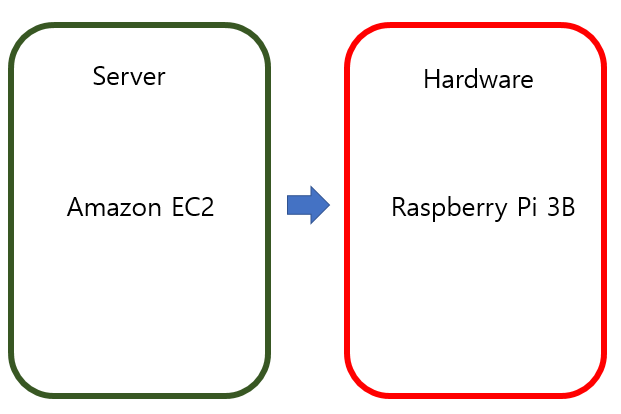 Server
Amazon EC2
Hardware
Raspberry Pi 3B